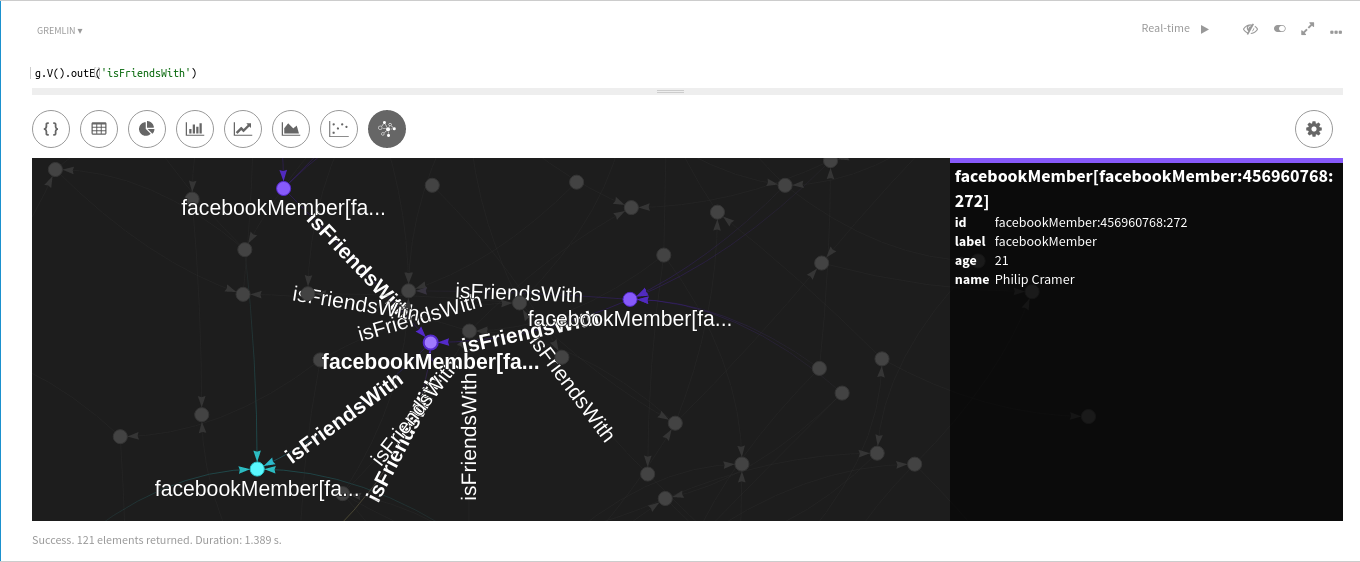 GREMLIN
Real-time
g.V().outE('isFriendsWith')
{ }
facebookMember[fa...
isFriendsWith
isFriendsWith
isFriendsWith
isFriendsWith
isFriendsWith
facebookMember[fa...
facebookMember[fa...
isFriendsWith
isFriendsWith
isFriendsWith
isFriendsWith
isFriendsWith
facebookMember[fa...
facebookMember[facebookMember:456960768:
272]
id facebookMember:456960768:272
label facebookMember
age 21
name Philip Cramer
Success. 121 elements returned. Duration: 1.389 s.